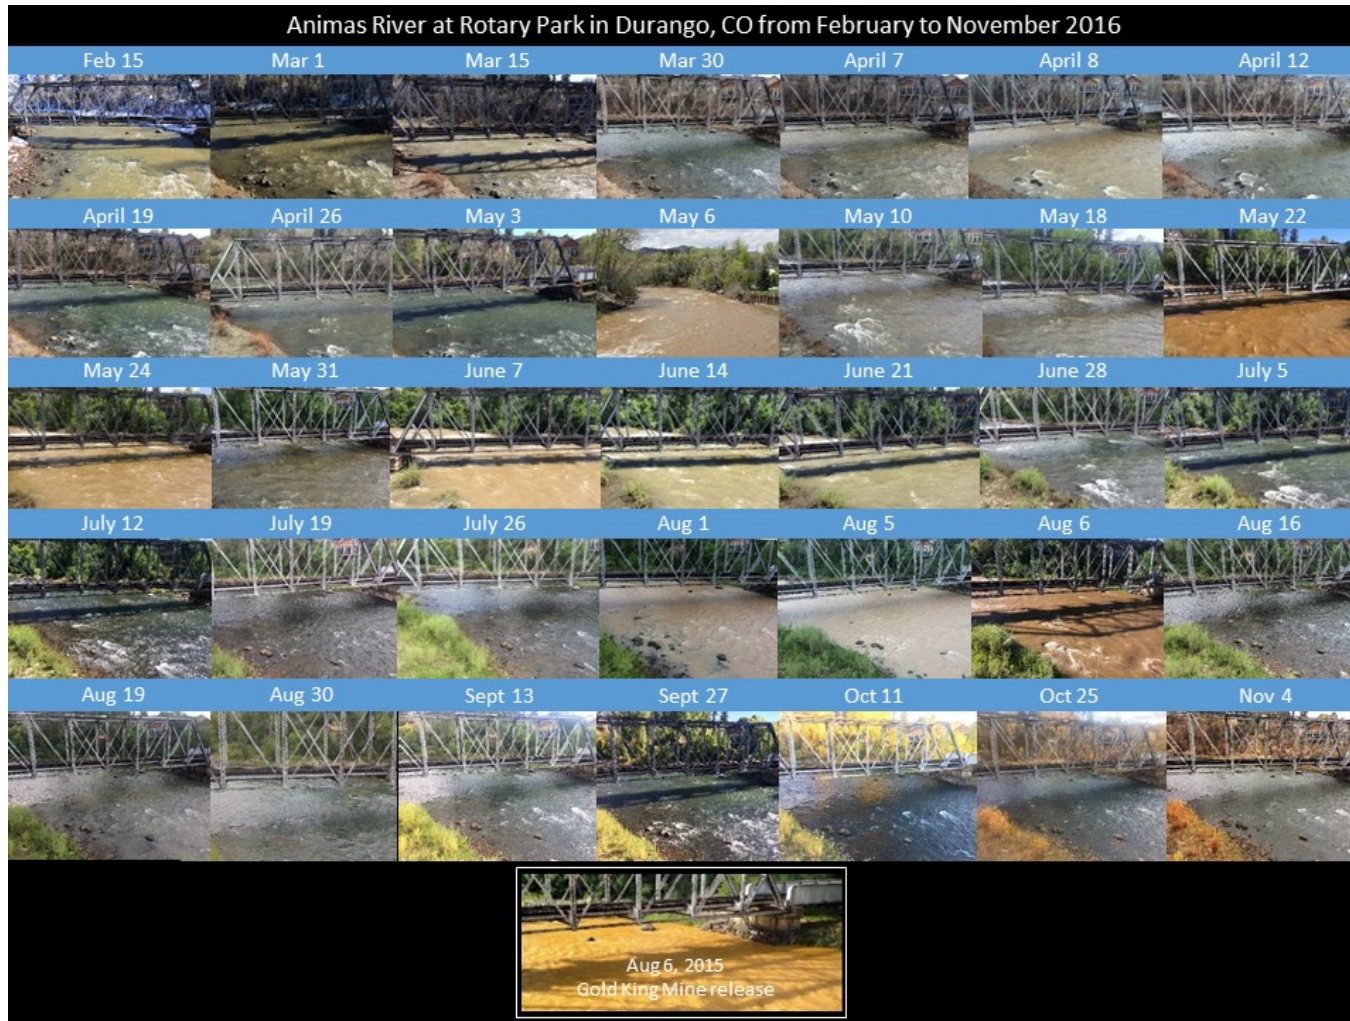 Animas River at Rotary Park in Durango, CO from February to November 2016
Feb 15 Mar 1 Mar 15 Mar 30 April 7 April 8 April 12
April 19 April 26 May 3 May 6 May 10 May 18 May 22
May 24 May 31 June 7 June 14 June 21 June 28 July 5
July 12 July 19 July 26 Aug 1 Aug 5 Aug 6 Aug 16
Aug 19 Aug 30 Sept 13 Sept 27 Oct 11 Oct 25 Nov 4
Aug 6, 2015
Gold King Mine release